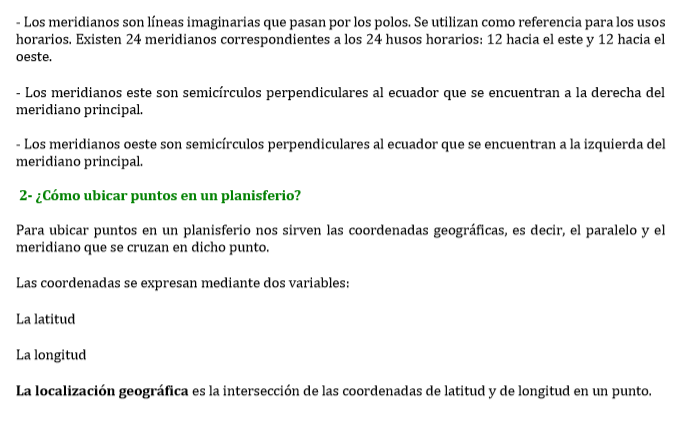 - Los meridianos son líneas imaginarias que pasan por los polos. Se utilizan como referencia para los usos
horarios. Existen 24 meridianos correspondientes a los 24 husos horarios: 12 hacia el este y 12 hacia el
oeste.
- Los meridianos este son semicírculos perpendiculares al ecuador que se encuentran a la derecha del
meridiano principal.
- Los meridianos oeste son semicírculos perpendiculares al ecuador que se encuentran a la izquierda del
meridiano principal.
2- ¿Cómo ubicar puntos en un planisferio?
Para ubicar puntos en un planisferio nos sirven las coordenadas geográficas, es decir, el paralelo y el
meridiano que se cruzan en dicho punto.
Las coordenadas se expresan mediante dos variables:
La latitud
La longitud
La localización geográfica es la intersección de las coordenadas de latitud y de longitud en un punto.